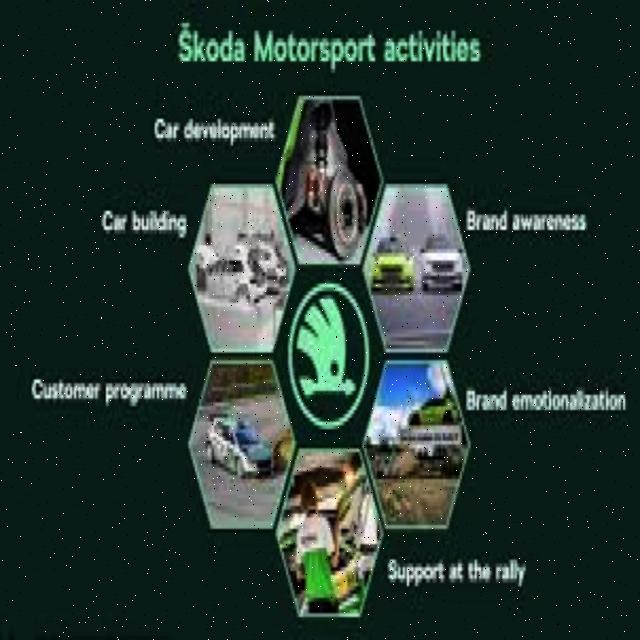 Škoda Motorsport activities
Car development
Car building
Brand awareness
Customer programme
Brand emotionalization
Support at the rally